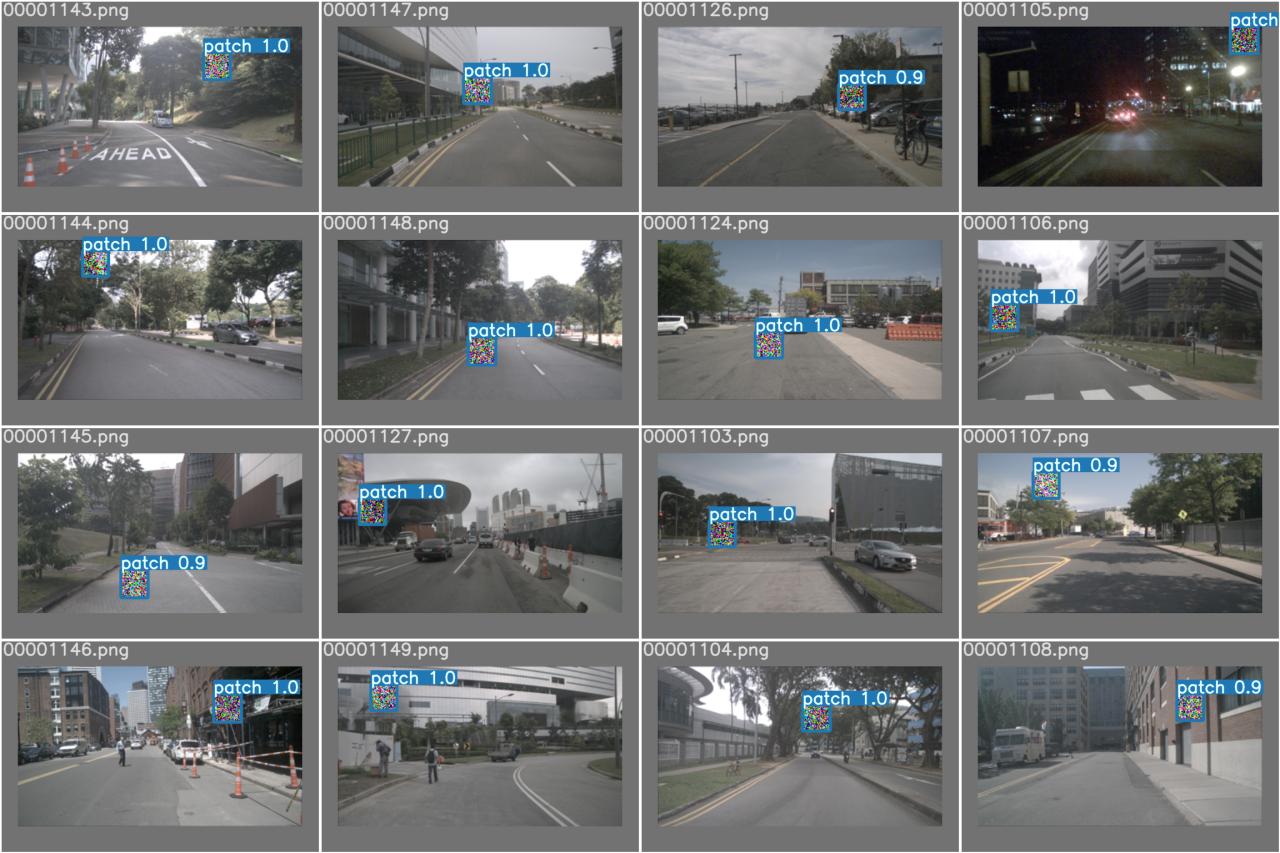 00001143.png
patch 1.0
AHEAD
00001147.png
patch 1.0
00001126.png
patch 0.9
00001105.png
patch
00001144.png
patch 1.0
00001148.png
patch 1.0
00001124.png
patch 1.0
00001106.png
patch 1.0
00001145.png
patch 0.9
00001127.png
patch 1.0
00001103.png
patch 1.0
00001107.png
patch 0.9
00001146.png
patch 1.0
00001149.png
patch 1.0
00001104.png
patch 1.0
00001108.png
patch 0.9